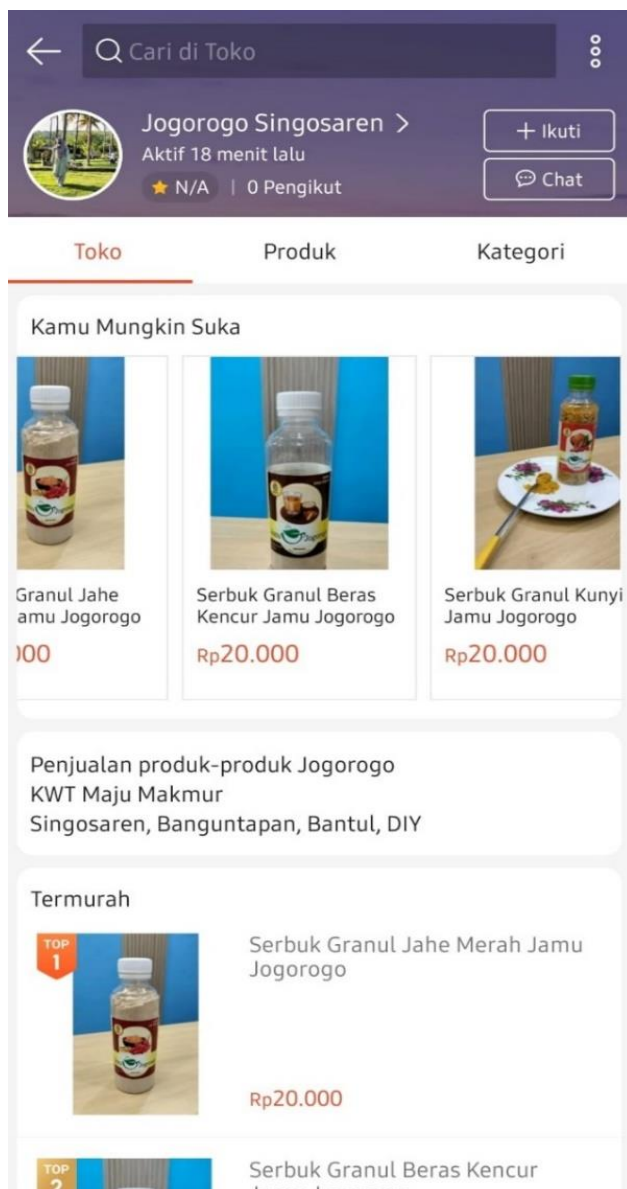 Cari di Toko
Jogorogo Singosaren >
Aktif 18 menit lalu
N/A | 0 Pengikut
+ Ikuti
Chat
Toko
Produk
Kategori
Kamu Mungkin Suka
Granul Jahe
amu Jogorogo
000
Serbuk Granul Beras
Kencur Jamu Jogorogo
Rp20.000
Serbuk Granul Kunyi
Jamu Jogorogo
Rp20.000
Penjualan produk-produk Jogorogo
KWT Maju Makmur
Singosaren, Banguntapan, Bantul, DIY
Termurah
TOP
1
Serbuk Granul Jahe Merah Jamu
Jogorogo
Rp20.000
TOP
2
Serbuk Granul Beras Kencur